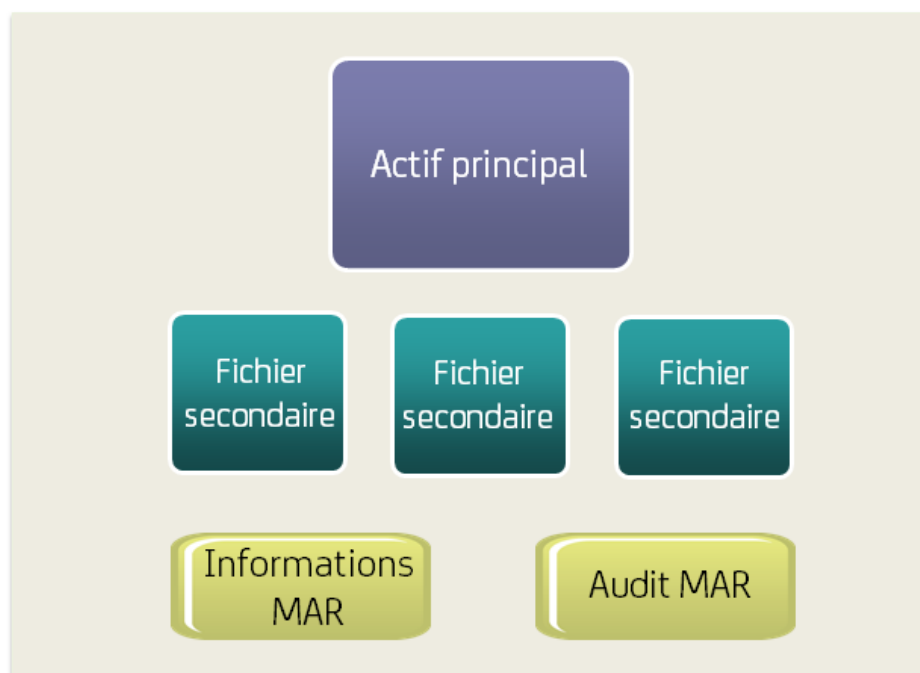 Actif principal
Fichier
secondaire
Fichier
secondaire
Fichier
secondaire
Informations
MAR
Audit MAR